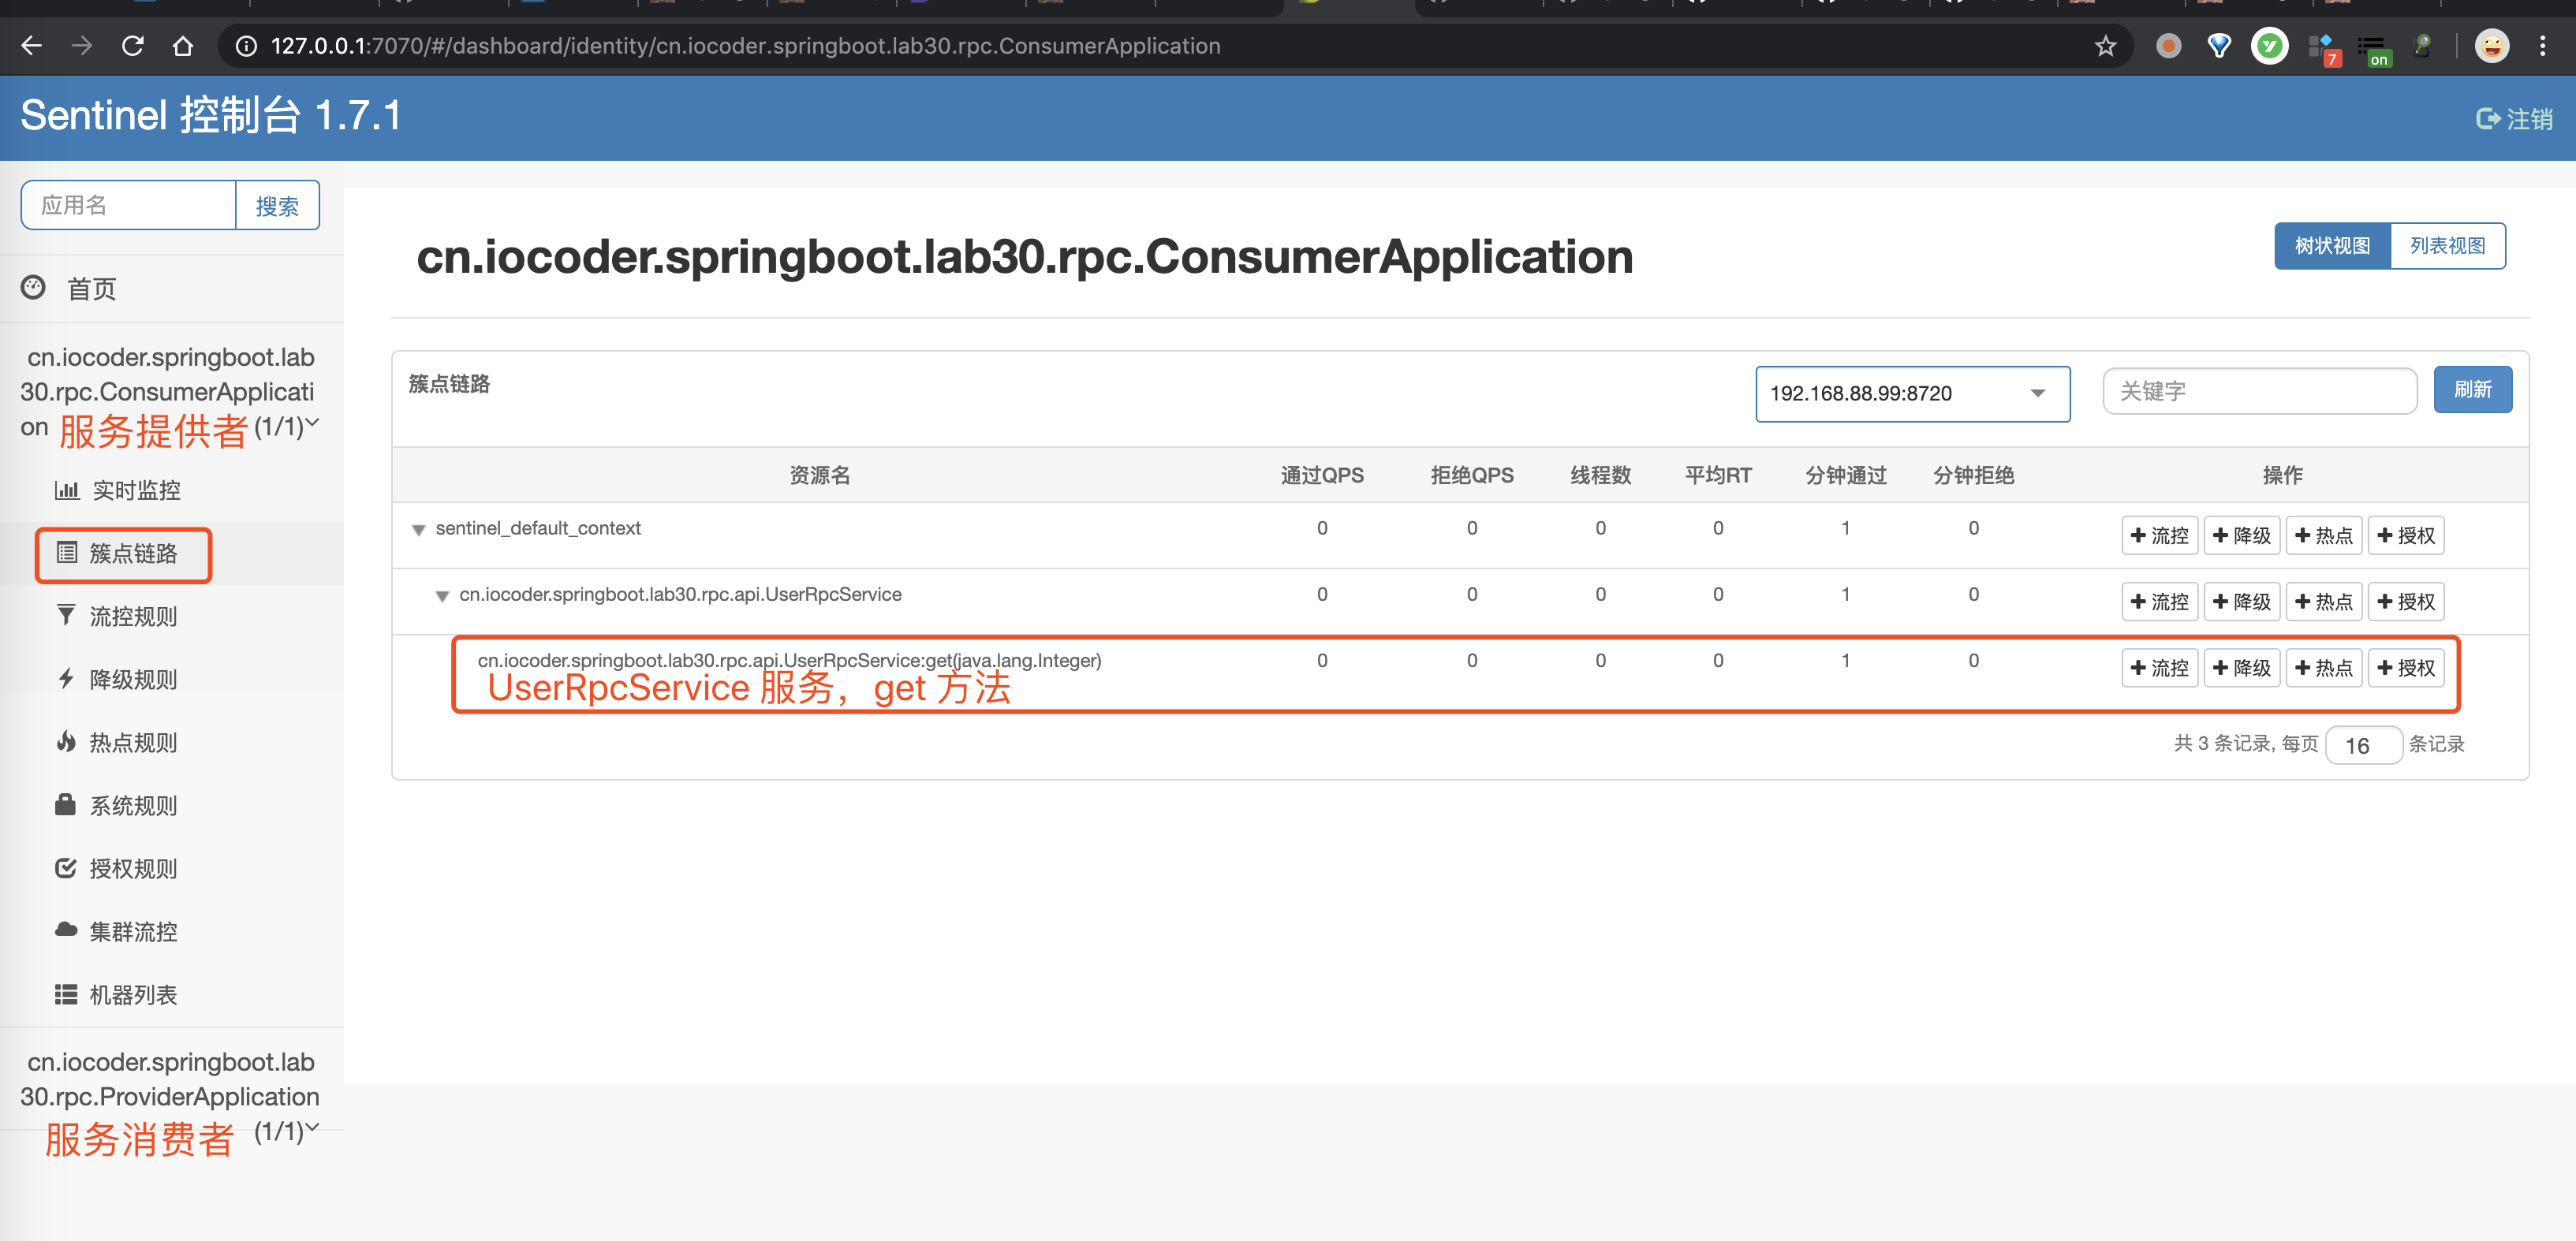 127.0.0.1:7070/#/dashboard/identity/cn.iocoder.springboot.lab30.rpc.ConsumerApplication
7
on
Sentinel 控制台 1.7.1
注销
应用名 搜索
首页
cn.iocoder.springboot.lab
30.rpc.ConsumerApplicati
on 服务提供者 (1/1)
实时监控
簇点链路
流控规则
降级规则
热点规则
系统规则
授权规则
集群流控
机器列表
cn.iocoder.springboot.lab
30.rpc.ProviderApplication
服务消费者 (1/1)
cn.iocoder.springboot.lab30.rpc.ConsumerApplication
树状视图 列表视图
簇点链路 192.168.88.99:8720 关键字 刷新
资源名 通过QPS 拒绝QPS 线程数 平均RT 分钟通过 分钟拒绝 操作
sentinel_default_context 0 0 0 0 1 0 流控 降级 热点 授权
cn.iocoder.springboot.lab30.rpc.api.UserRpcService 0 0 0 0 1 0 流控 降级 热点 授权
cn.iocoder.springboot.lab30.rpc.api.UserRpcService:get(java.lang.Integer) 0 0 0 0 1 0 流控 降级 热点 授权
UserRpcService 服务，get 方法
共 3 条记录, 每页 16 条记录